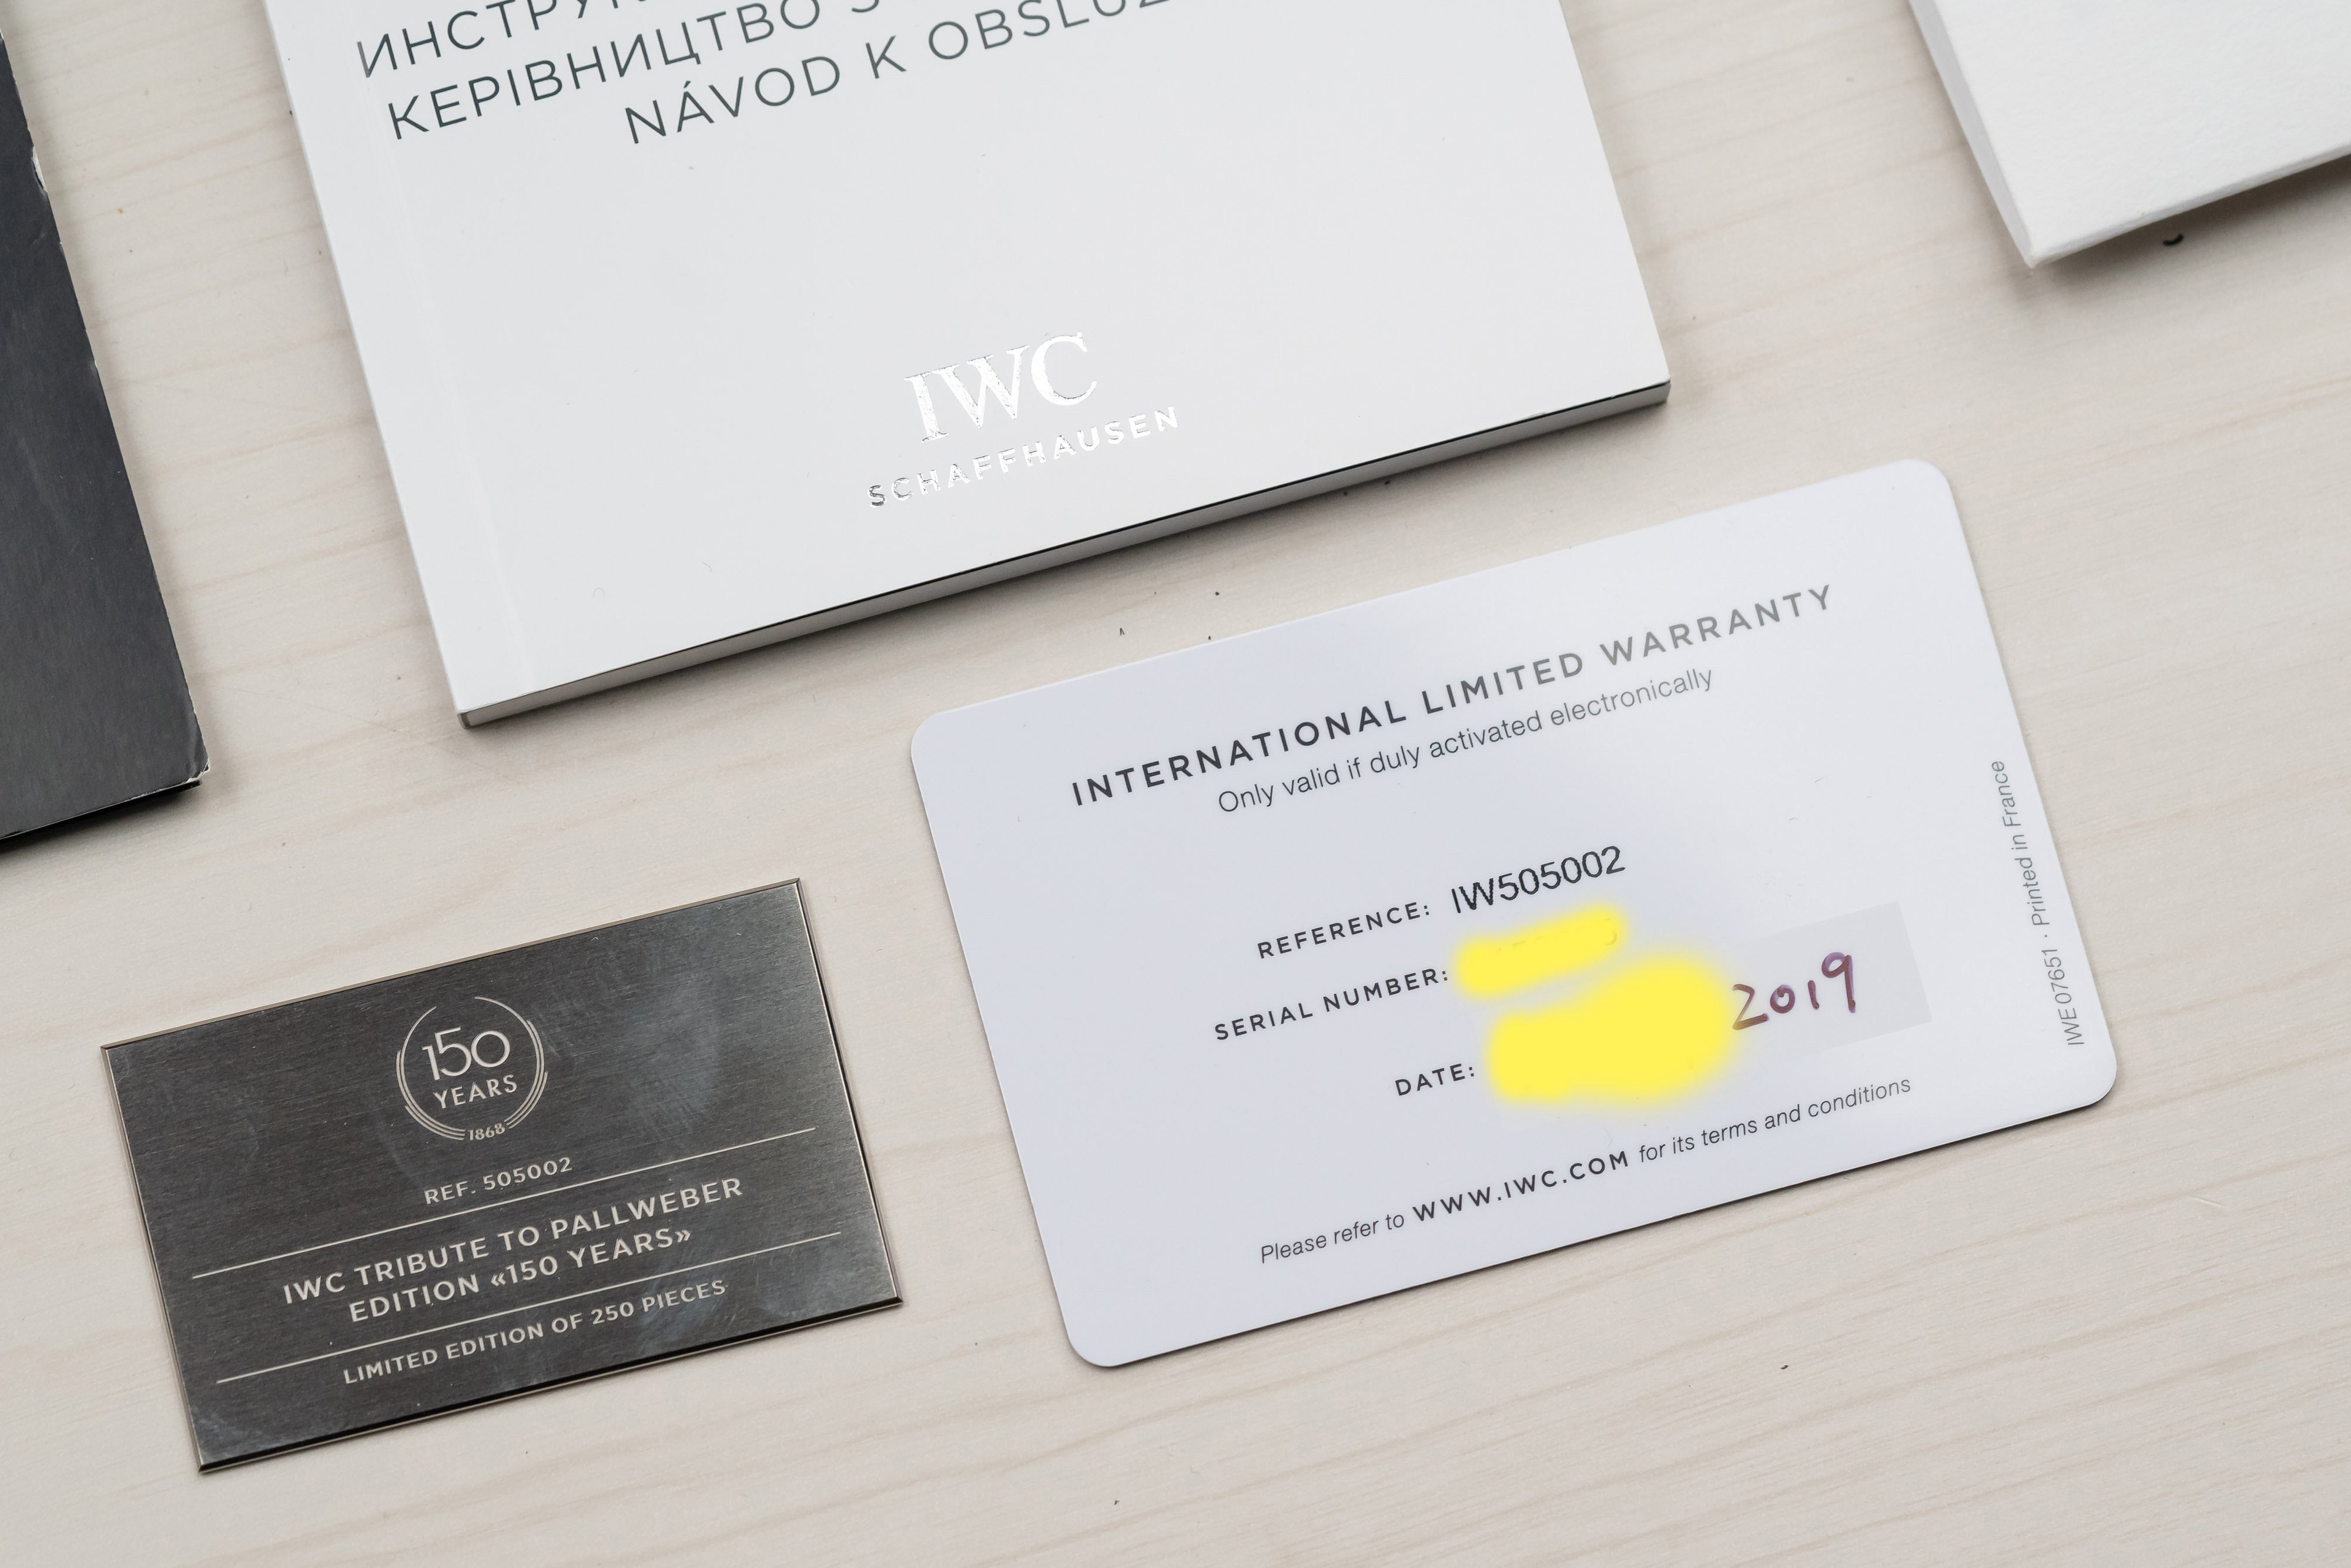 КЕРІВНИЦТВО
NÁVOD K
IWC
SCHAFFHAUSEN
INTERNATIONAL LIMITED WARRANTY
Only valid if duly activated electronically
REFERENCE: IW505002
SERIAL NUMBER:
DATE: 2019
Please refer to WWW.IWC.COM for its terms and conditions
IWE07651 · Printed in France
150
YEARS
1868
REF. 505002
IWC TRIBUTE TO PALLWEBER
EDITION «150 YEARS»
LIMITED EDITION OF 250 PIECES